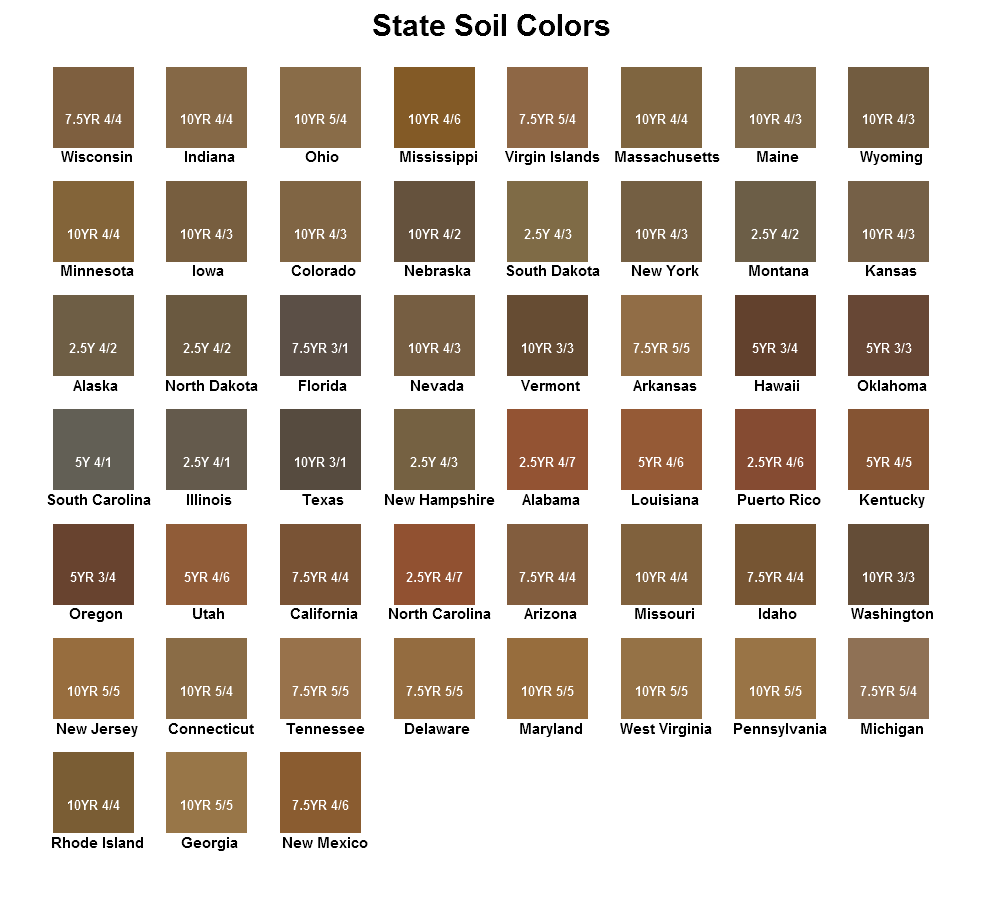 State Soil Colors
7.5YR 4/4 10YR 4/4 10YR 5/4 10YR 4/6 7.5YR 5/4 10YR 4/4 10YR 4/3 10YR 4/3
Wisconsin Indiana Ohio Mississippi Virgin Islands Massachusetts Maine Wyoming
10YR 4/4 10YR 4/3 10YR 4/3 10YR 4/2 2.5Y 4/3 10YR 4/3 2.5Y 4/2 10YR 4/3
Minnesota Iowa Colorado Nebraska South Dakota New York Montana Kansas
2.5Y 4/2 2.5Y 4/2 7.5YR 3/1 10YR 4/3 10YR 3/3 7.5YR 5/5 5YR 3/4 5YR 3/3
Alaska North Dakota Florida Nevada Vermont Arkansas Hawaii Oklahoma
5Y 4/1 2.5Y 4/1 10YR 3/1 2.5Y 4/3 2.5YR 4/7 5YR 4/6 2.5YR 4/6 5YR 4/5
South Carolina Illinois Texas New Hampshire Alabama Louisiana Puerto Rico Kentucky
5YR 3/4 5YR 4/6 7.5YR 4/4 2.5YR 4/7 7.5YR 4/4 10YR 4/4 7.5YR 4/4 10YR 3/3
Oregon Utah California North Carolina Arizona Missouri Idaho Washington
10YR 5/5 10YR 5/4 7.5YR 5/5 7.5YR 5/5 10YR 5/5 10YR 5/5 10YR 5/5 7.5YR 5/4
New Jersey Connecticut Tennessee Delaware Maryland West Virginia Pennsylvania Michigan
10YR 4/4 10YR 5/5 7.5YR 4/6
Rhode Island Georgia New Mexico